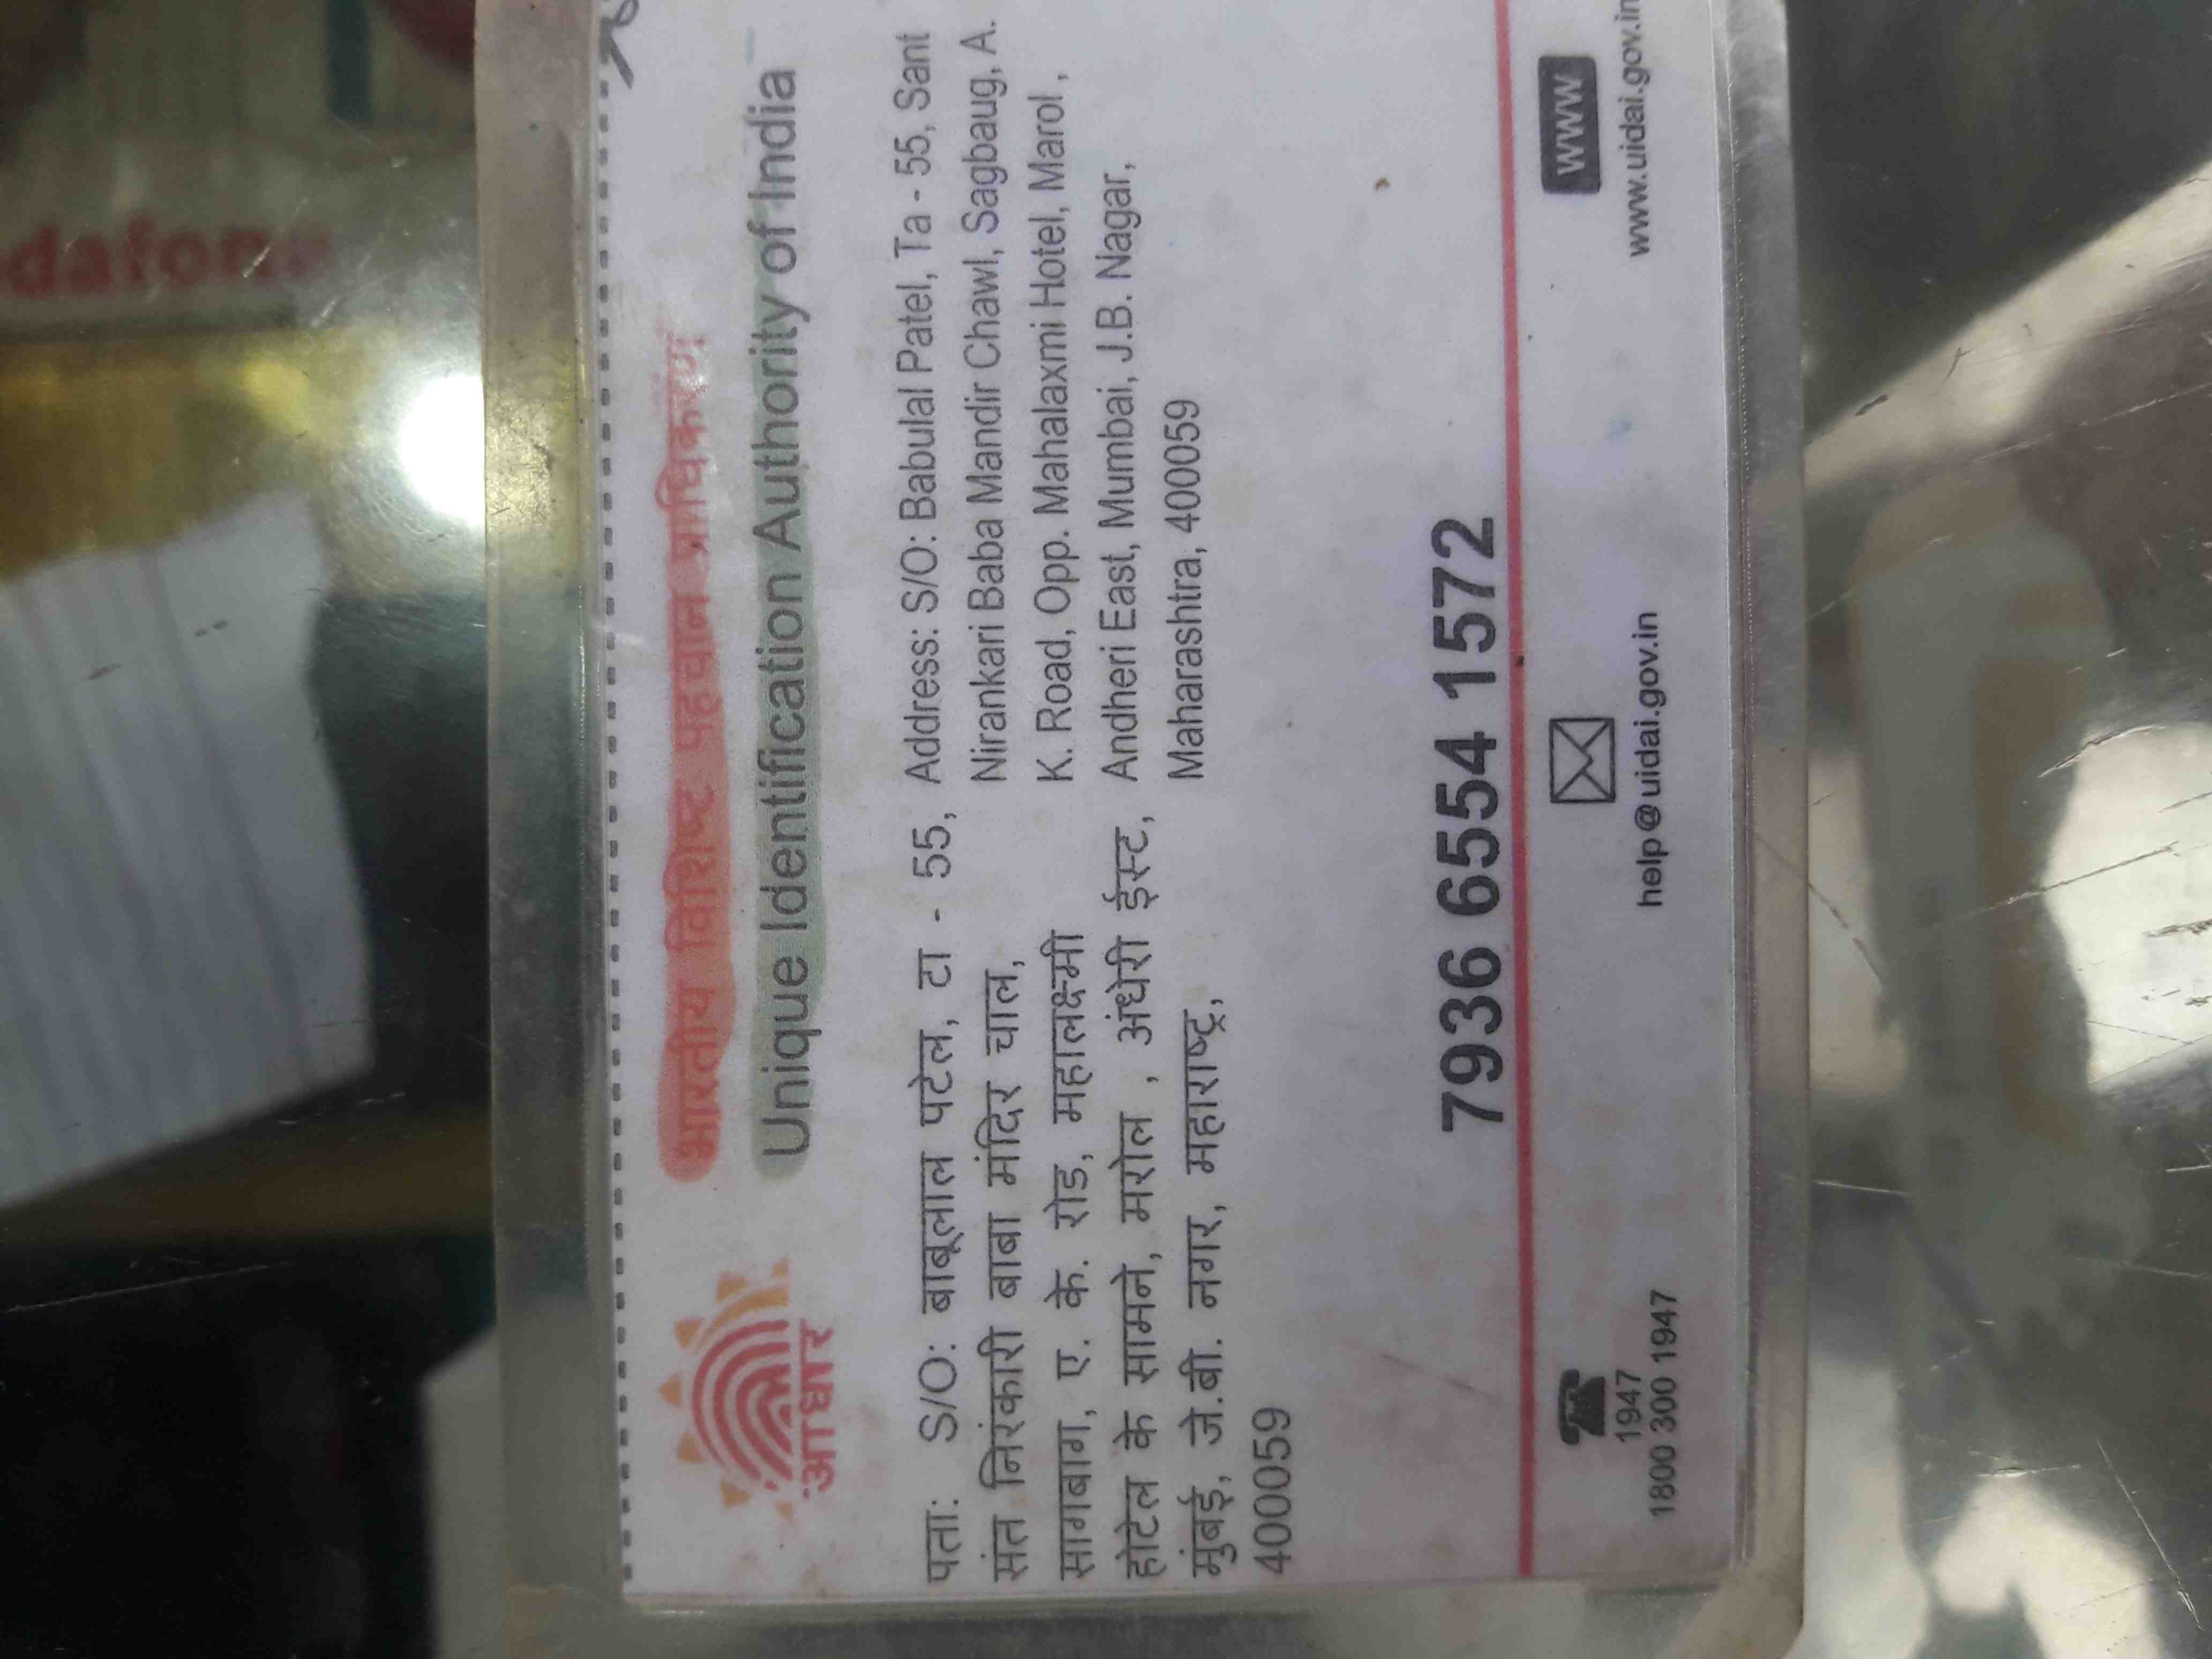 dafone
भारतीय विशिष्ट पहचान प्राधिकरण
Unique Identification Authority of India
आधार
पता: S/O: बाबूलाल पटेल, टा - 55,
संत निरंकारी बाबा मंदिर चाल,
सागबाग, ए. के. रोड, महालक्ष्मी
होटेल के सामने, मरोल , अंधेरी ईस्ट,
मुंबई, जे.बी. नगर, महाराष्ट्र,
400059
Address: S/O: Babulal Patel, Ta - 55, Sant
Nirankari Baba Mandir Chawl, Sagbaug, A.
K. Road, Opp. Mahalaxmi Hotel, Marol ,
Andheri East, Mumbai, J.B. Nagar,
Maharashtra, 400059
7936 6554 1572
1947
1800 300 1947
help@uidai.gov.in
WWW
www.uidai.gov.in